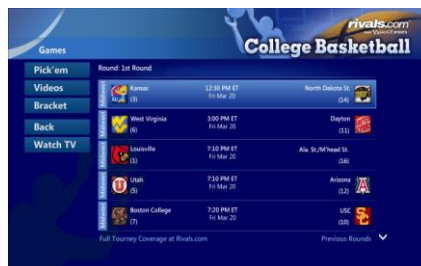 rivals.com
Games
College Basketball
Pick'em
Videos
Bracket
Back
Watch TV
Round: 1st Round
Midwest
Kansas
(3)
12:30 PM ET
Fri Mar 20
North Dakota St.
(14)
Midwest
West Virginia
(6)
3:00 PM ET
Fri Mar 20
Dayton
(11)
Midwest
Louisville
(1)
7:10 PM ET
Fri Mar 20
Ala. St./M'head St.
(16)
Midwest
Utah
(5)
7:10 PM ET
Fri Mar 20
Arizona
(12)
Midwest
Boston College
(7)
7:20 PM ET
Fri Mar 20
USC
(10)
Full Tourney Coverage at Rivals.com
Previous Rounds